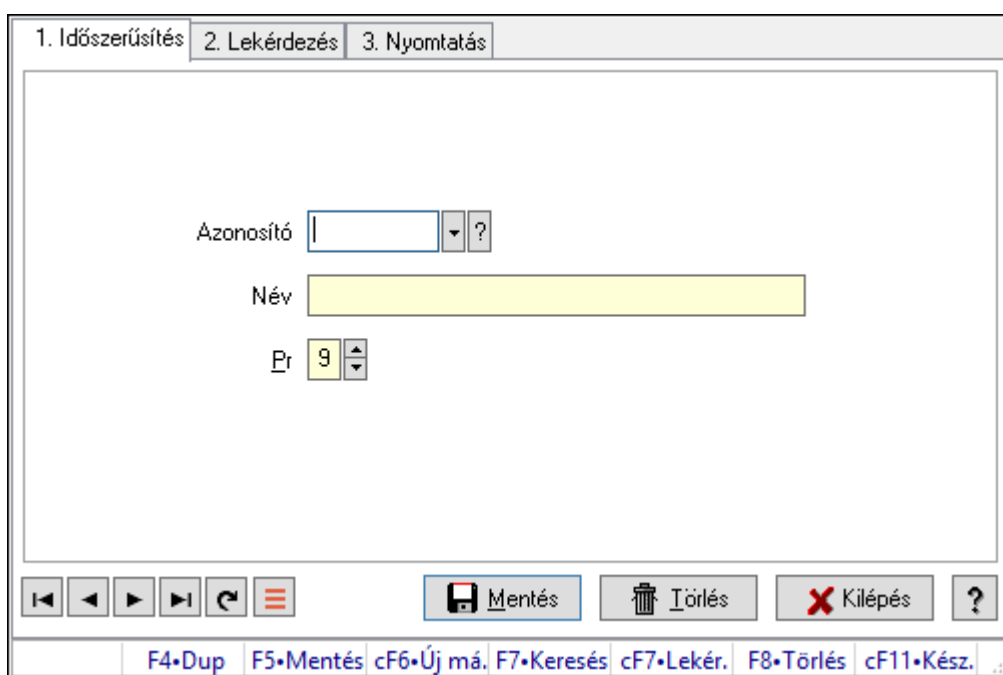 1. Időszerűsítés 2. Lekérdezés 3. Nyomtatás
Azonosító ?
Név
Pr 9
Mentés Törlés Kilépés ?
F4•Dup F5•Mentés cF6•Új má. F7•Keresés cF7•Lekér. F8•Törlés cF11•Kész.